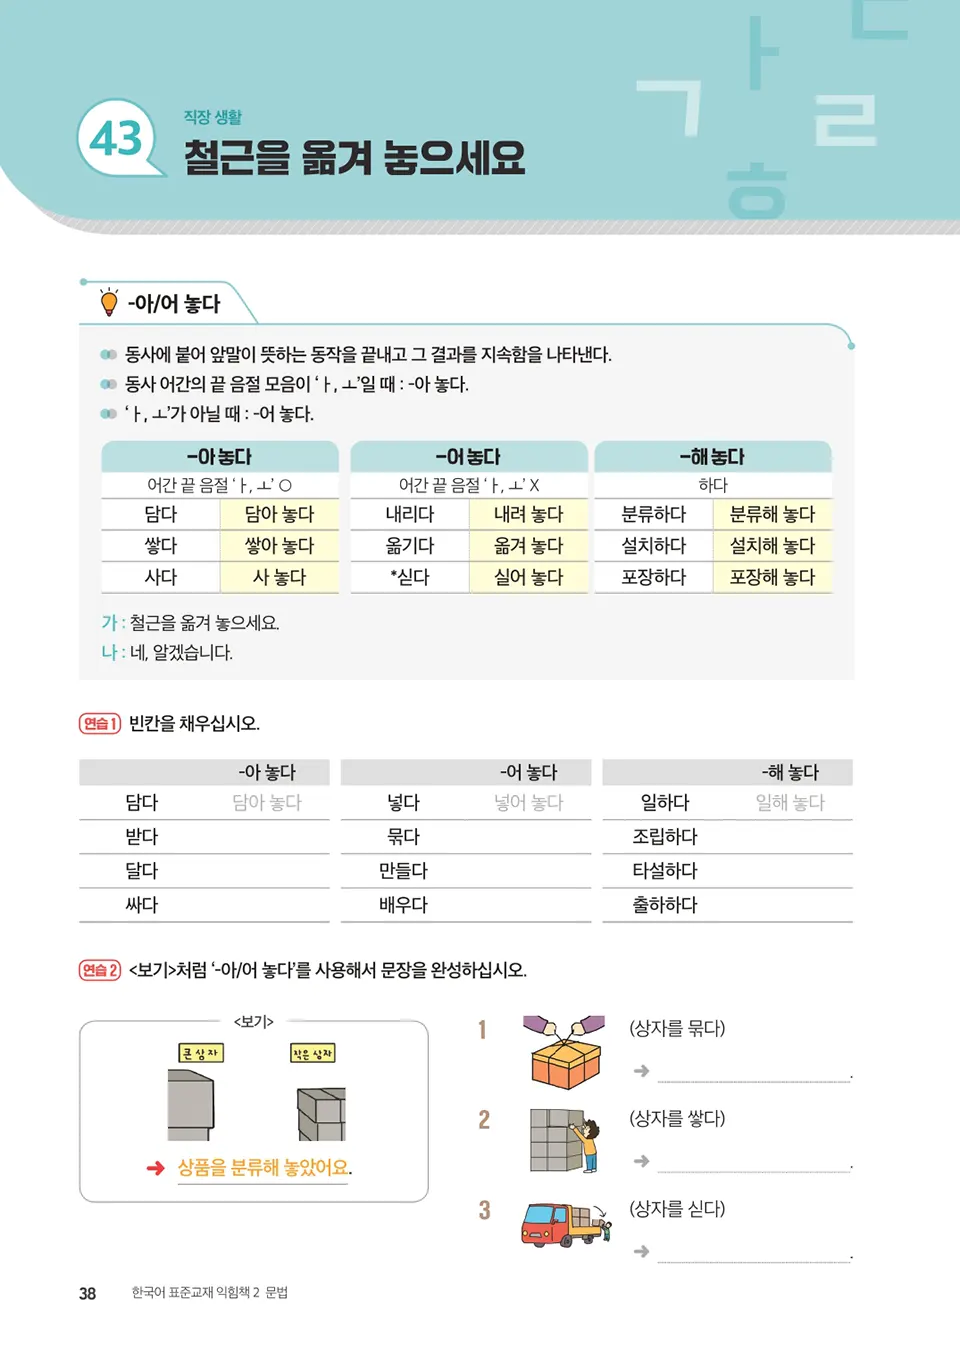 43
직장 생활
철근을 옮겨 놓으세요
ㄱ ㅏ ㄷ ㄹ ㅎ
-아/어 놓다
동사에 붙어 앞말이 뜻하는 동작을 끝내고 그 결과를 지속함을 나타낸다.
동사 어간의 끝 음절 모음이 ‘ㅏ, ㅗ’일 때 : -아 놓다.
‘ㅏ, ㅗ’가 아닐 때 : -어 놓다.
-아 놓다 -어 놓다 -해 놓다
어간 끝 음절 ‘ㅏ, ㅗ’ ○ 어간 끝 음절 ‘ㅏ, ㅗ’ X 하다
담다 담아 놓다 내리다 내려 놓다 분류하다 분류해 놓다
쌓다 쌓아 놓다 옮기다 옮겨 놓다 설치하다 설치해 놓다
사다 사 놓다 *싣다 실어 놓다 포장하다 포장해 놓다
가 : 철근을 옮겨 놓으세요.
나 : 네, 알겠습니다.
연습 1 빈칸을 채우십시오.
-아 놓다 -어 놓다 -해 놓다
담다 담아 놓다 넣다 넣어 놓다 일하다 일해 놓다
받다 묶다 조립하다
달다 만들다 타설하다
싸다 배우다 출하하다
연습 2 <보기>처럼 ‘-아/어 놓다’를 사용해서 문장을 완성하십시오.
<보기>
큰 상자 작은 상자
➔ 상품을 분류해 놓았어요.
1 (상자를 묶다)
➔ .
2 (상자를 쌓다)
➔ .
3 (상자를 싣다)
➔ .
38 한국어 표준교재 익힘책 2 문법